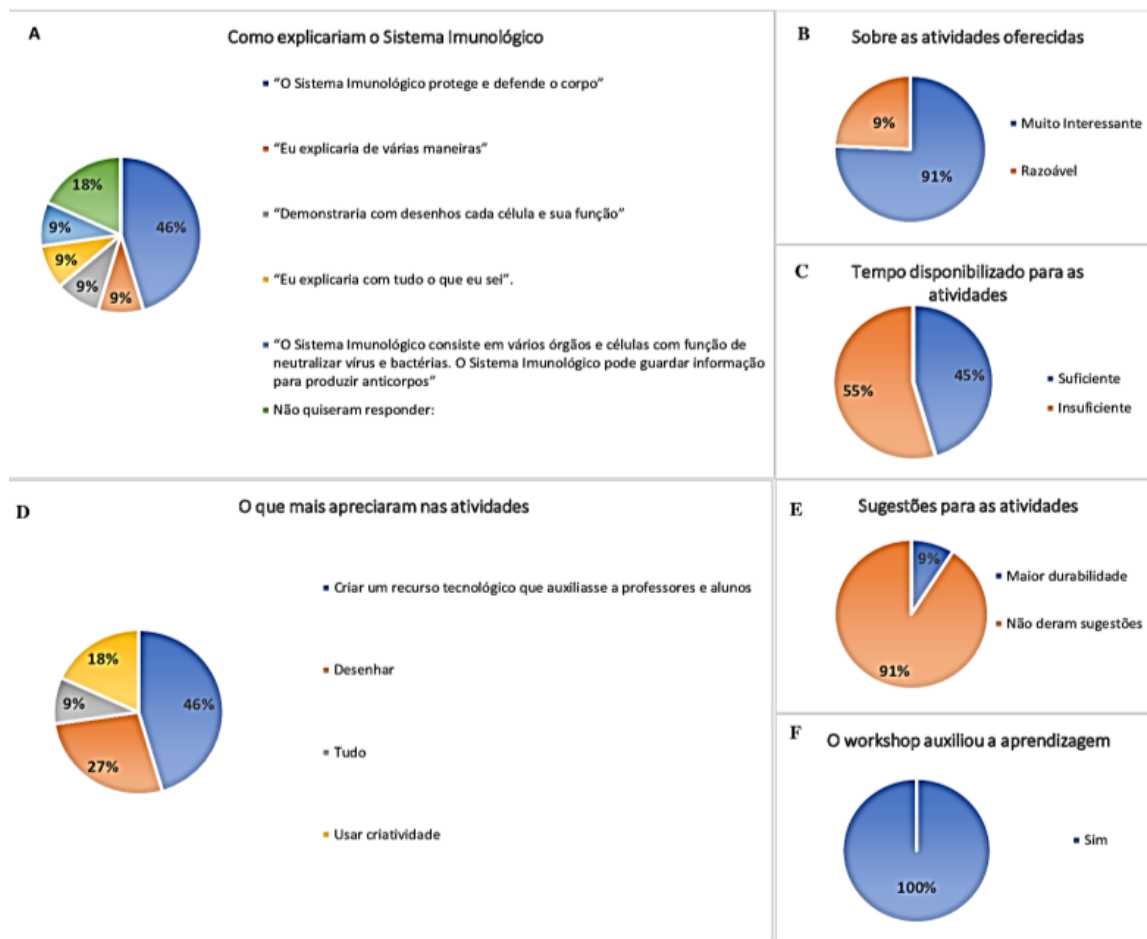 A
Como explicariam o Sistema Imunológico
"O Sistema Imunológico protege e defende o corpo"
"Eu explicaria de várias maneiras"
"Demonstraria com desenhos cada célula e sua função"
"Eu explicaria com tudo o que eu sei".
"O Sistema Imunológico consiste em vários órgãos e células com função de
neutralizar vírus e bactérias. O Sistema Imunológico pode guardar informação
para produzir anticorpos"
Não quiseram responder:
18%
46%
9%
9%
9%
9%
B
Sobre as atividades oferecidas
9%
91%
Muito Interessante
Razoável
C
Tempo disponibilizado para as
atividades
55%
45%
Suficiente
Insuficiente
D
O que mais apreciaram nas atividades
Criar um recurso tecnológico que auxiliasse a professores e alunos
Desenhar
Tudo
Usar criatividade
18%
9%
46%
27%
E
Sugestões para as atividades
9%
91%
Maior durabilidade
Não deram sugestões
F
O workshop auxiliou a aprendizagem
100%
Sim